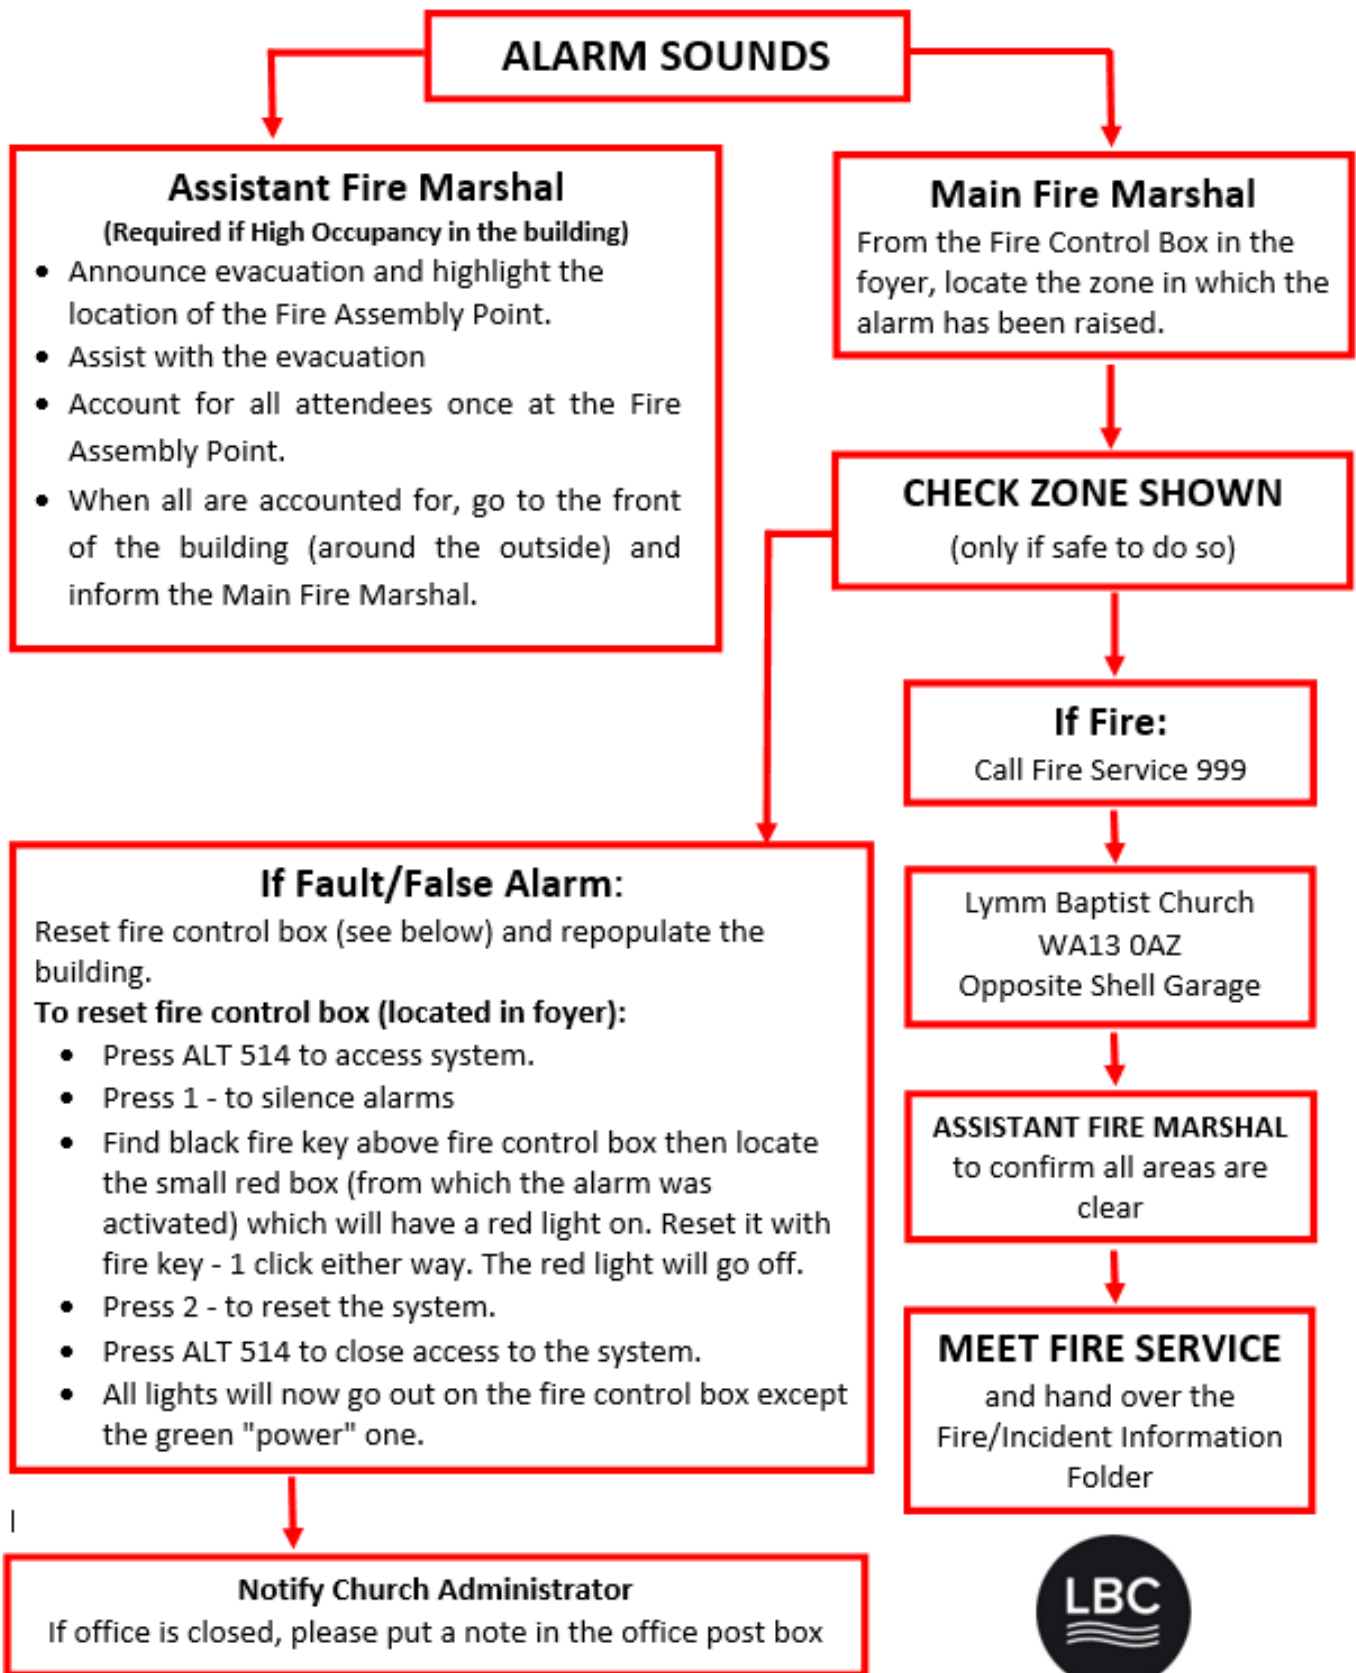 ALARM SOUNDS
Assistant Fire Marshal
(Required if High Occupancy in the building)
• Announce evacuation and highlight the
location of the Fire Assembly Point.
• Assist with the evacuation
• Account for all attendees once at the Fire
Assembly Point.
• When all are accounted for, go to the front
of the building (around the outside) and
inform the Main Fire Marshal.
Main Fire Marshal
From the Fire Control Box in the
foyer, locate the zone in which the
alarm has been raised.
CHECK ZONE SHOWN
(only if safe to do so)
If Fire:
Call Fire Service 999
Lymm Baptist Church
WA13 0AZ
Opposite Shell Garage
ASSISTANT FIRE MARSHAL
to confirm all areas are
clear
MEET FIRE SERVICE
and hand over the
Fire/Incident Information
Folder
If Fault/False Alarm:
Reset fire control box (see below) and repopulate the
building.
To reset fire control box (located in foyer):
• Press ALT 514 to access system.
• Press 1 - to silence alarms
• Find black fire key above fire control box then locate
the small red box (from which the alarm was
activated) which will have a red light on. Reset it with
fire key - 1 click either way. The red light will go off.
• Press 2 - to reset the system.
• Press ALT 514 to close access to the system.
• All lights will now go out on the fire control box except
the green "power" one.
Notify Church Administrator
If office is closed, please put a note in the office post box
LBC